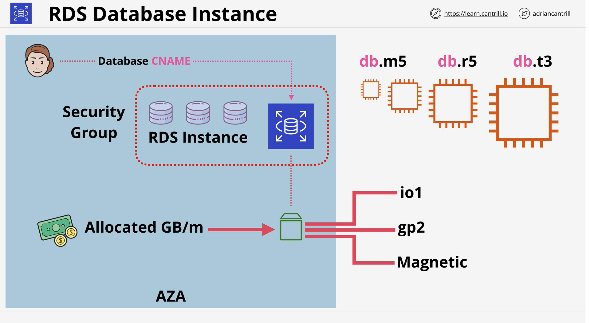 RDS Database Instance
https://learn.cantrill.io
adriancantrill
Database CNAME
db.m5
db.r5
db.t3
Security
Group
RDS Instance
Allocated GB/m
io1
gp2
Magnetic
AZA